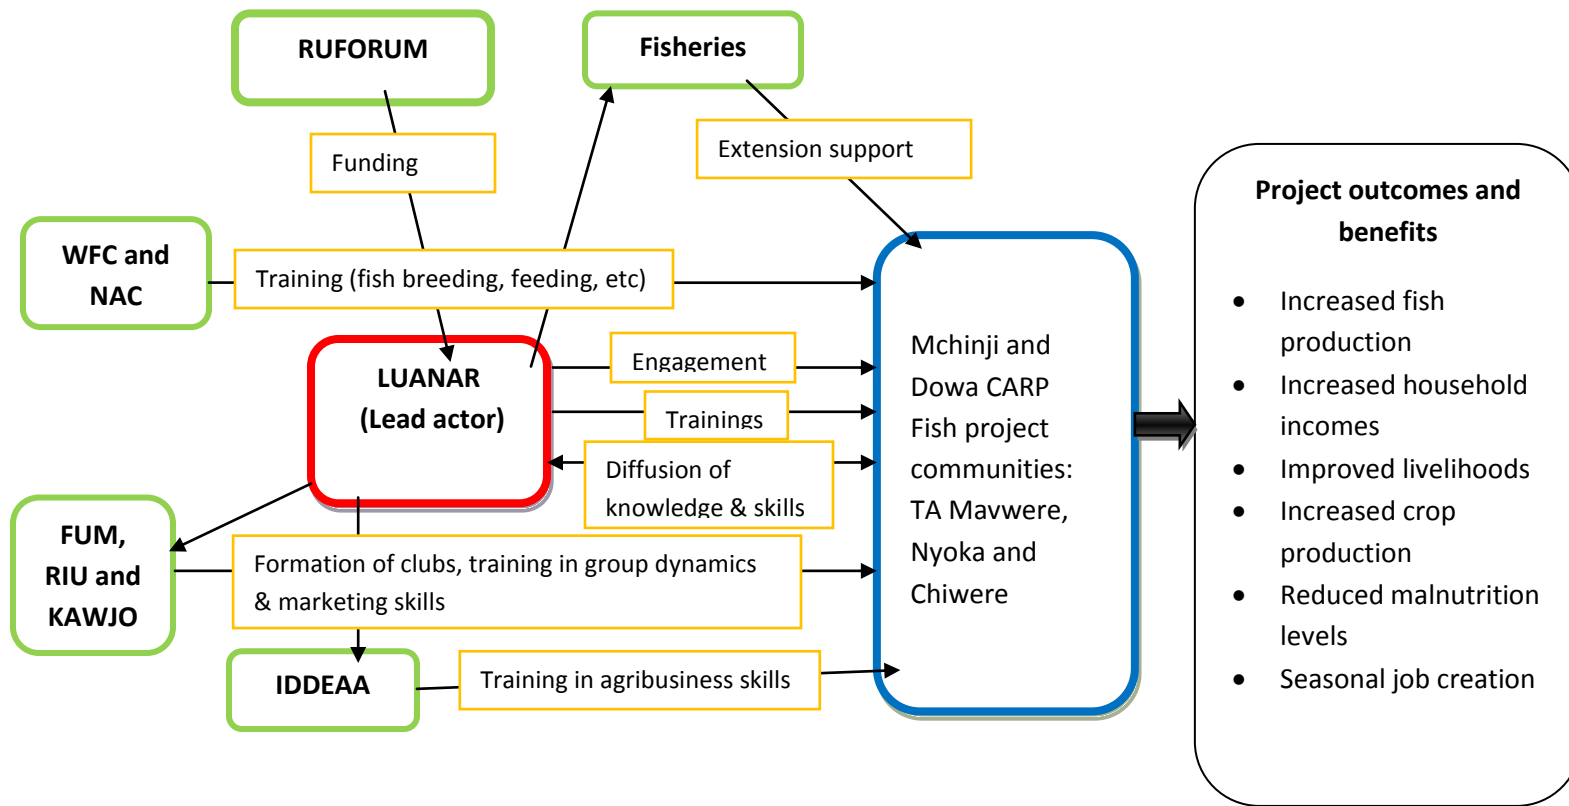 RUFORUM
Fisheries
Funding
Extension support
WFC and
NAC
Training (fish breeding, feeding, etc)
LUANAR
(Lead actor)
Engagement
Trainings
Diffusion of
knowledge & skills
FUM,
RIU and
KAWJO
Formation of clubs, training in group dynamics
& marketing skills
IDDEAA
Training in agribusiness skills
Mchinji and
Dowa CARP
Fish project
communities:
TA Mavwere,
Nyoka and
Chiwere
Project outcomes and
benefits
• Increased fish
production
• Increased household
incomes
• Improved livelihoods
• Increased crop
production
• Reduced malnutrition
levels
• Seasonal job creation